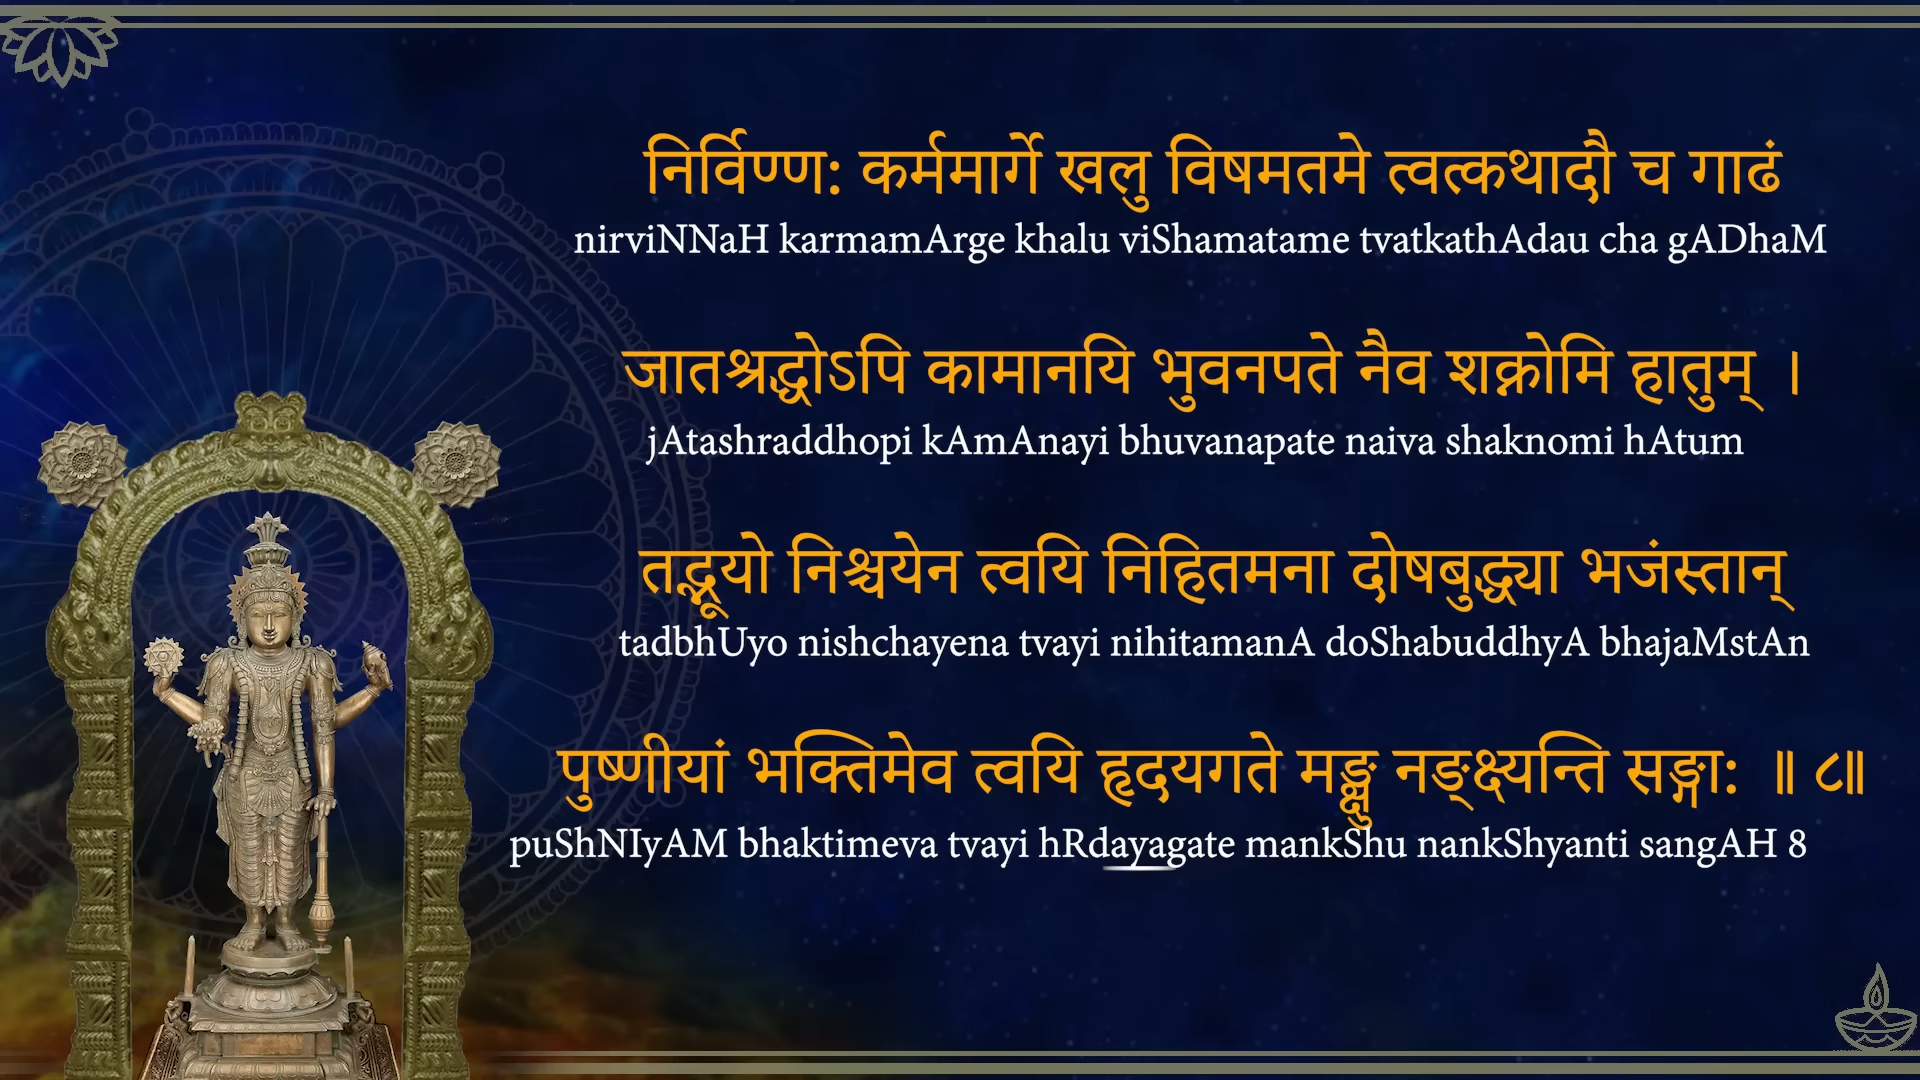 निर्विण्ण: कर्ममार्गे खलु विषमतमे त्वत्कथादौ च गाढं
nirviNNaH karmamArge khalu viShamatame tvatkathAdau cha gADhaM
जातश्रद्धोऽपि कामानयि भुवनपते नैव शक्नोमि हातुम् ।
jAtashraddhopi kAmAnayi bhuvanapate naiva shaknomi hAtum
तद्भूयो निश्चयेन त्वयि निहितमना दोषबुद्ध्या भजंस्तान्
tadbhUyo nishchayena tvayi nihitamanA doShabuddhyA bhajaMstAn
पुष्णीयां भक्तिमेव त्वयि हृदयगते मङ्क्षु नङ्क्ष्यन्ति सङ्गा: ॥ ८॥
puShNIyAM bhaktimeva tvayi hRdayagate mankShu nankShyanti sangAH 8